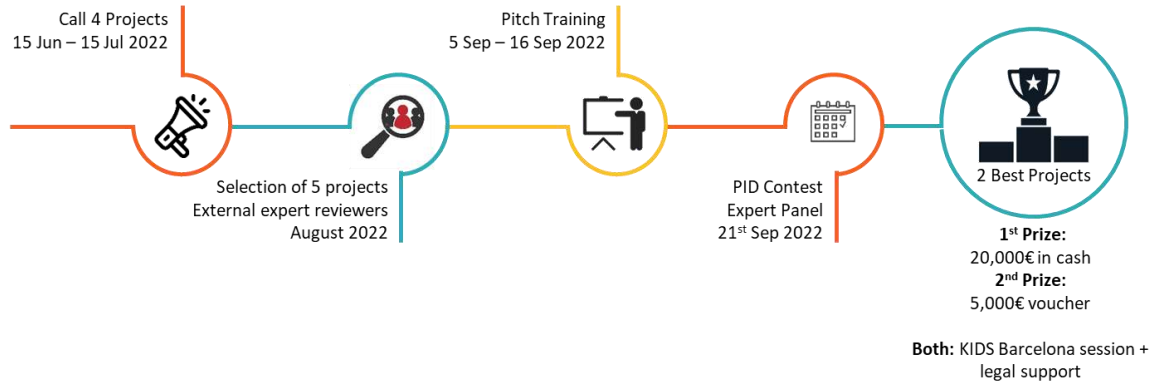 Call 4 Projects
15 Jun – 15 Jul 2022
Selection of 5 projects
External expert reviewers
August 2022
Pitch Training
5 Sep – 16 Sep 2022
PID Contest
Expert Panel
21st Sep 2022
2 Best Projects
1st Prize:
20,000€ in cash
2nd Prize:
5,000€ voucher
Both: KIDS Barcelona session +
legal support